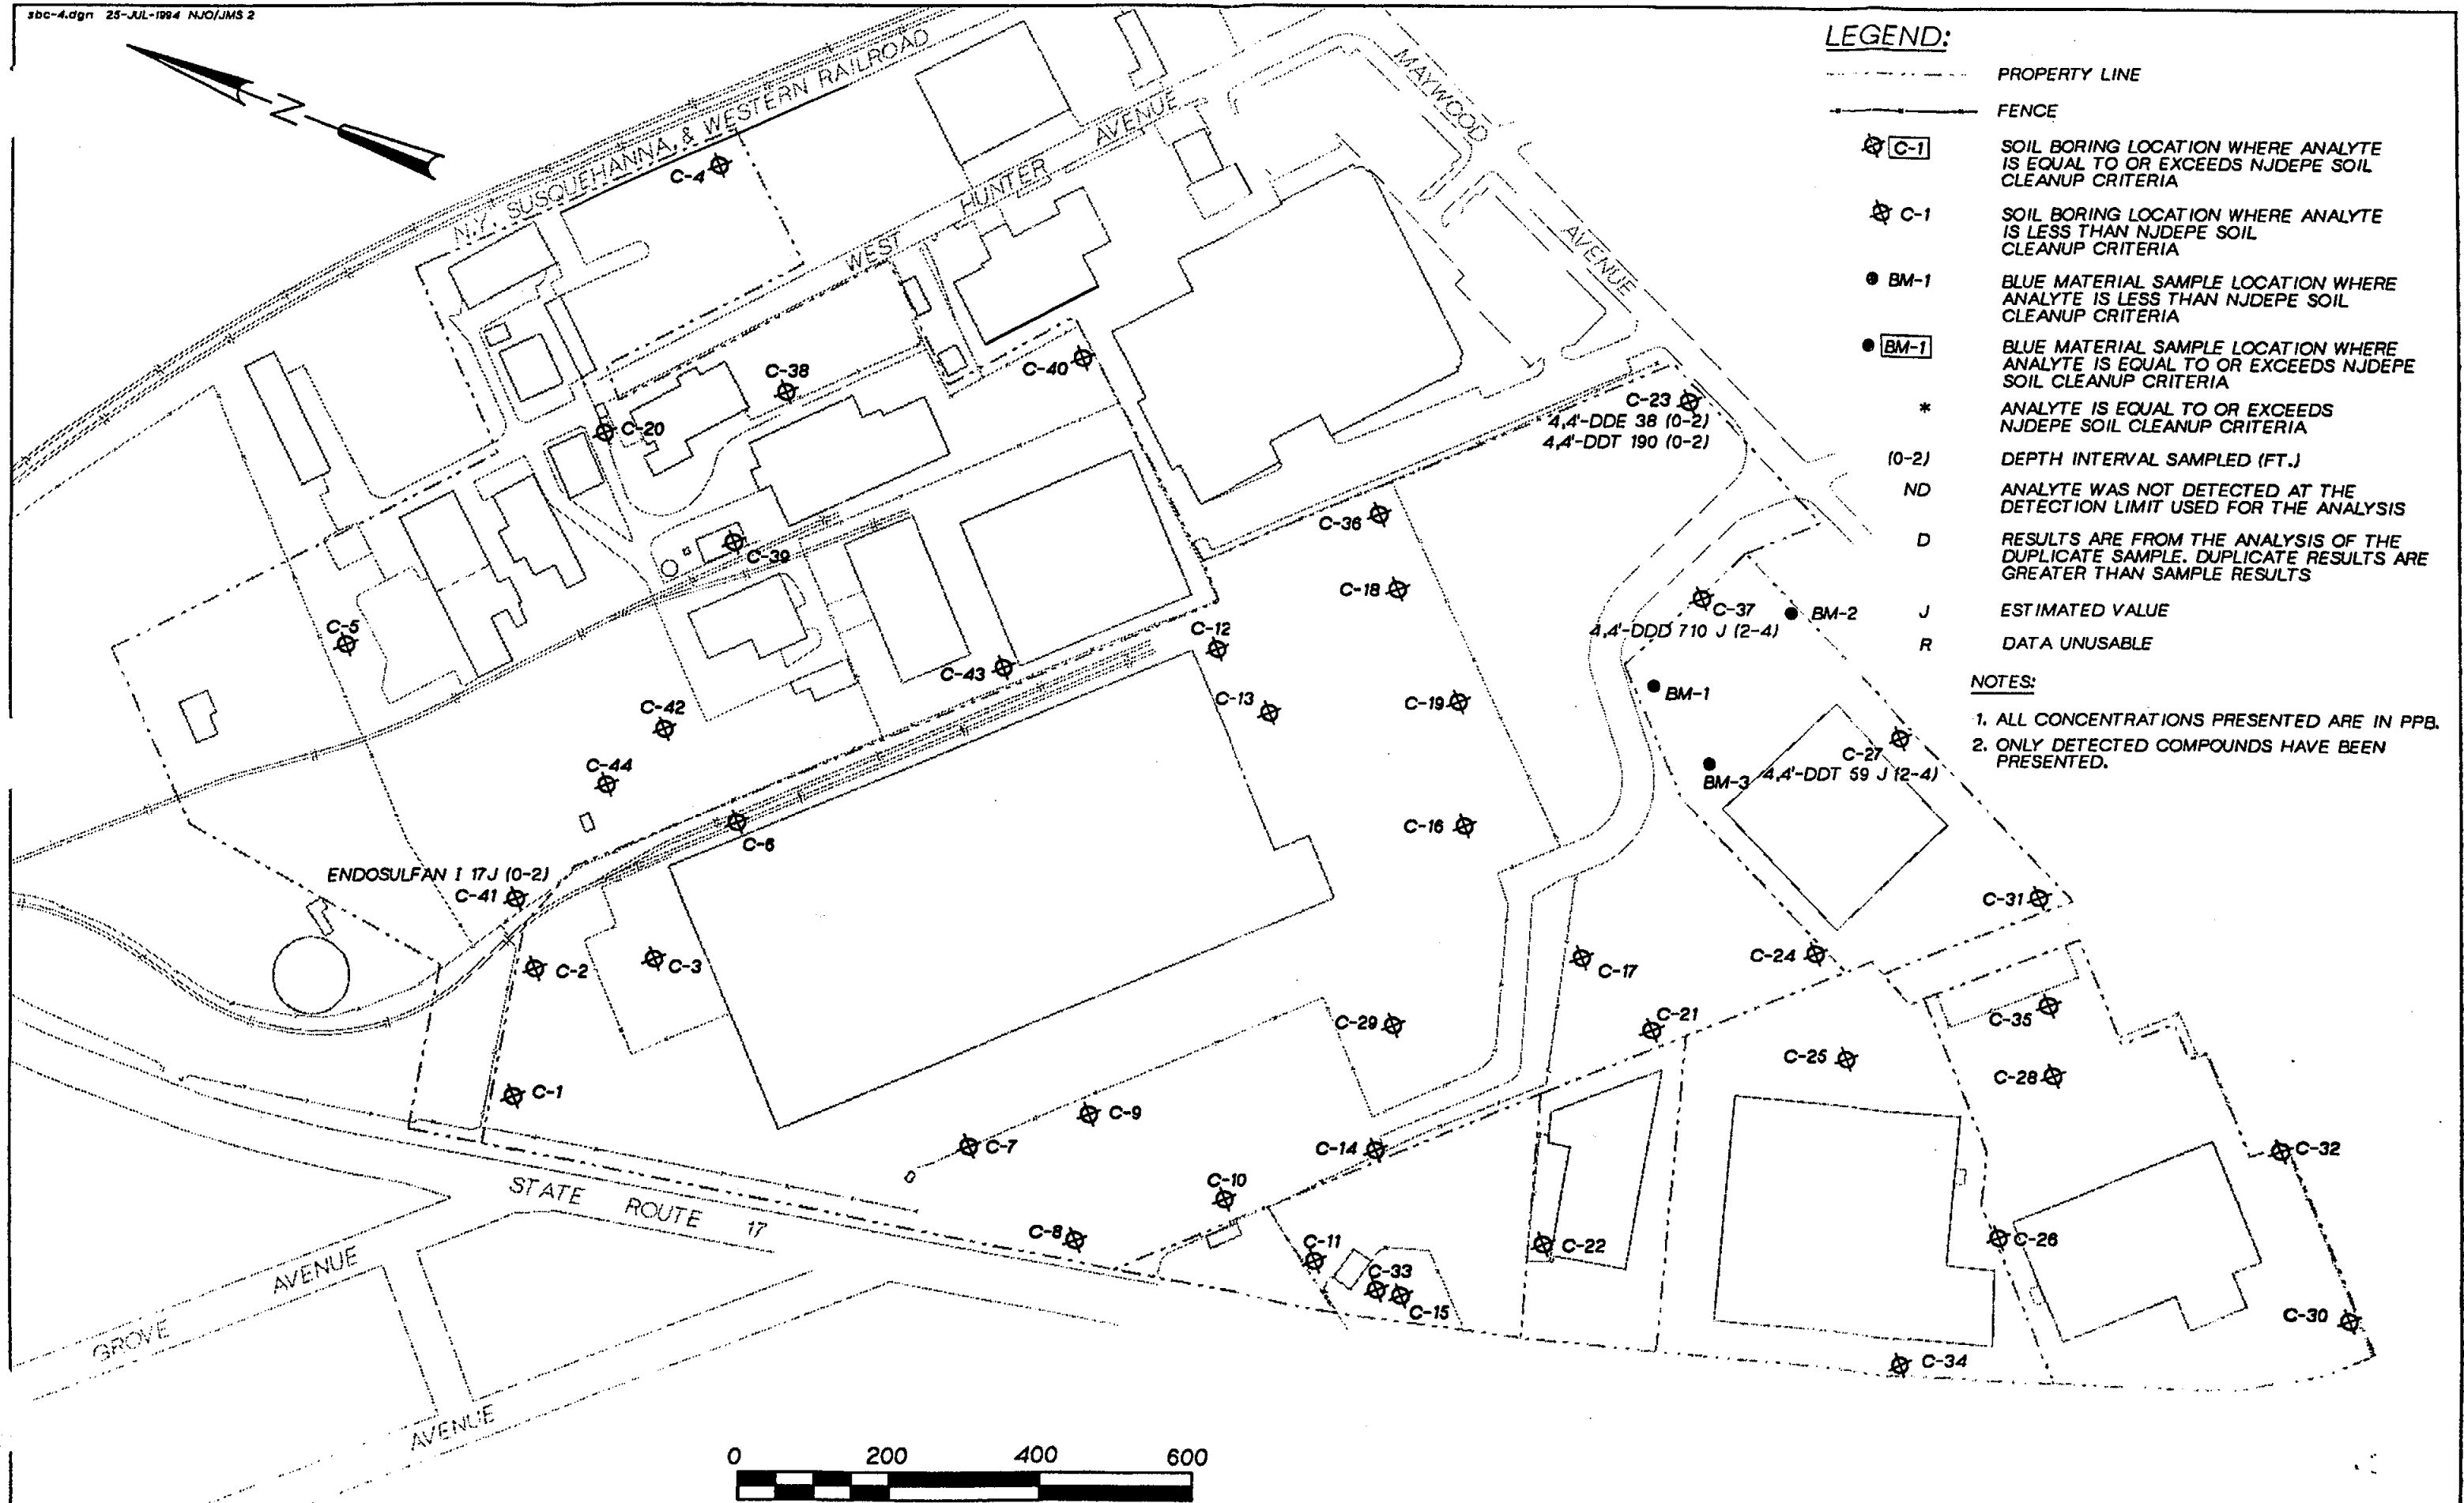 sbc-4.dgn 25-JUL-1994 NJO/JMS 2
N
N.Y. SUSQUEHANNA & WESTERN RAILROAD
WEST HUNTER AVENUE
MAYWOOD AVENUE
C-4
C-38
C-20
C-40
C-39
C-5
C-43
C-42
C-44
C-6
ENDOSULFAN I 17J (0-2)
C-41
C-2
C-3
C-1
C-23
4,4'-DDE 38 (0-2)
4,4'-DDT 190 (0-2)
C-36
C-18
C-12
C-13
C-19
C-16
C-37
4,4'-DDD 710 J (2-4)
BM-2
BM-1
BM-3
C-27
4,4'-DDT 59 J (2-4)
C-31
C-24
C-17
C-21
C-29
C-35
C-25
C-28
C-9
C-7
C-14
C-10
C-8
C-11
C-33
C-15
C-22
C-32
C-26
C-30
C-34
STATE ROUTE 17
GROVE AVENUE
AVENUE
0 200 400 600
LEGEND:
PROPERTY LINE
FENCE
C-1 SOIL BORING LOCATION WHERE ANALYTE
IS EQUAL TO OR EXCEEDS NJDEPE SOIL
CLEANUP CRITERIA
C-1 SOIL BORING LOCATION WHERE ANALYTE
IS LESS THAN NJDEPE SOIL
CLEANUP CRITERIA
BM-1 BLUE MATERIAL SAMPLE LOCATION WHERE
ANALYTE IS LESS THAN NJDEPE SOIL
CLEANUP CRITERIA
BM-1 BLUE MATERIAL SAMPLE LOCATION WHERE
ANALYTE IS EQUAL TO OR EXCEEDS NJDEPE
SOIL CLEANUP CRITERIA
* ANALYTE IS EQUAL TO OR EXCEEDS
NJDEPE SOIL CLEANUP CRITERIA
(0-2) DEPTH INTERVAL SAMPLED (FT.)
ND ANALYTE WAS NOT DETECTED AT THE
DETECTION LIMIT USED FOR THE ANALYSIS
D RESULTS ARE FROM THE ANALYSIS OF THE
DUPLICATE SAMPLE. DUPLICATE RESULTS ARE
GREATER THAN SAMPLE RESULTS
J ESTIMATED VALUE
R DATA UNUSABLE
NOTES:
1. ALL CONCENTRATIONS PRESENTED ARE IN PPB.
2. ONLY DETECTED COMPOUNDS HAVE BEEN
PRESENTED.